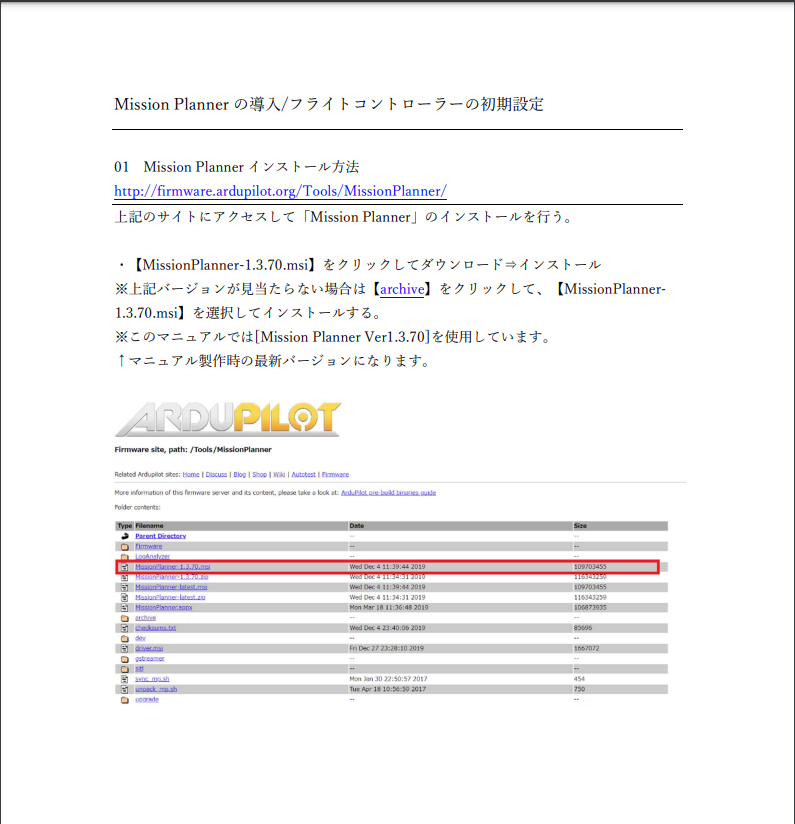 Mission Planner の導入/フライトコントローラーの初期設定
01　Mission Planner インストール方法
http://firmware.ardupilot.org/Tools/MissionPlanner/
上記のサイトにアクセスして「Mission Planner」のインストールを行う。
・【MissionPlanner-1.3.70.msi】をクリックしてダウンロード⇒インストール
※上記バージョンが見当たらない場合は【archive】をクリックして、【MissionPlanner-
1.3.70.msi】を選択してインストールする。
※このマニュアルでは[Mission Planner Ver1.3.70]を使用しています。
↑マニュアル製作時の最新バージョンになります。
ARDUPILOT
Firmware site, path: /Tools/MissionPlanner
Related Ardupilot sites: Home | Discuss | Blog | Shop | Wiki | Autotest | Firmware
More information of this firmware server and its content, please take a look at: ArduPilot pre-build binaries guide
Folder contents:
Type Filename Date Size
Parent Directory -- --
Firmware -- --
LogAnalyzer -- --
MissionPlanner-1.3.70.msi Wed Dec 4 11:39:44 2019 109703455
MissionPlanner-1.3.70.zip Wed Dec 4 11:34:31 2019 116343259
MissionPlanner-latest.msi Wed Dec 4 11:39:44 2019 109703455
MissionPlanner-latest.zip Wed Dec 4 11:34:31 2019 116343259
MissionPlanner.appx Mon Mar 18 11:36:48 2019 106873935
archive -- --
checksums.txt Wed Dec 4 23:40:06 2019 85696
dev -- --
driver.msi Fri Dec 27 23:28:10 2019 1667072
gstreamer -- --
sitl -- --
sync_mp.sh Mon Jan 30 22:50:57 2017 454
unpack_mp.sh Tue Apr 18 10:56:59 2017 750
upgrade -- --